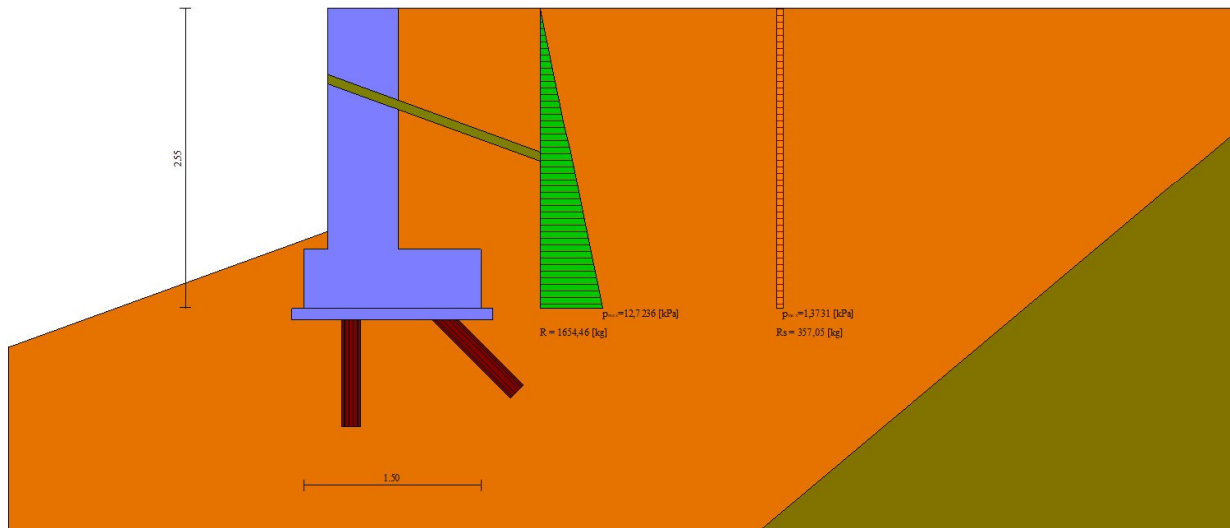 2.55
=12,7236 [kPa]
R = 1654,46 [kg]
=1,3731 [kPa]
Rs = 357,05 [kg]
1.50